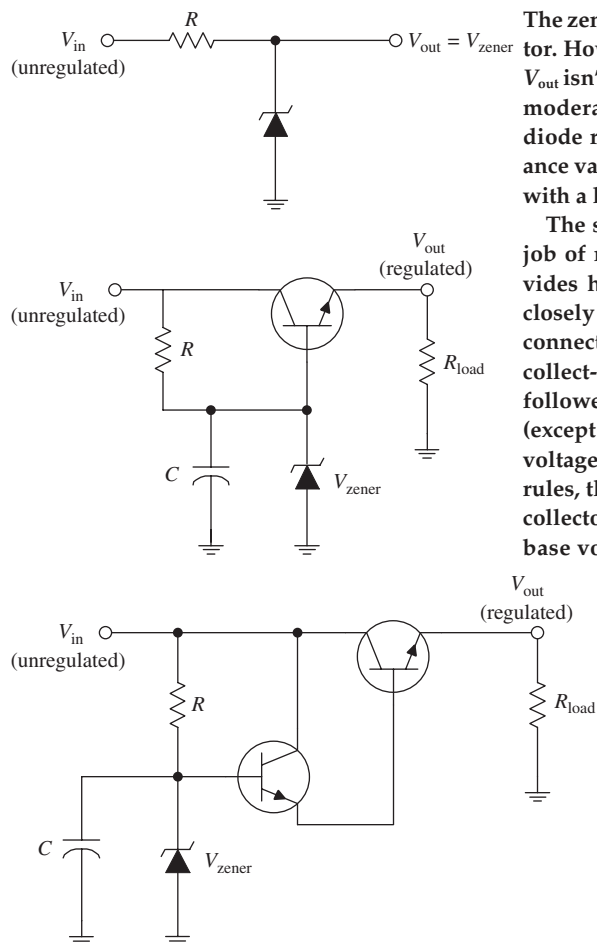 R
V_in
(unregulated)
V_out = V_zener
The zen
tor. Hov
V_out isn'
modera
diode r
ance va
with a l
The s
job of r
vides h
closely
connect
collect-
followe
(except
voltage
rules, th
collecto
base vo
V_out
(regulated)
V_in
(unregulated)
R
R_load
C
V_zener
V_out
(regulated)
V_in
(unregulated)
R
R_load
C
V_zener